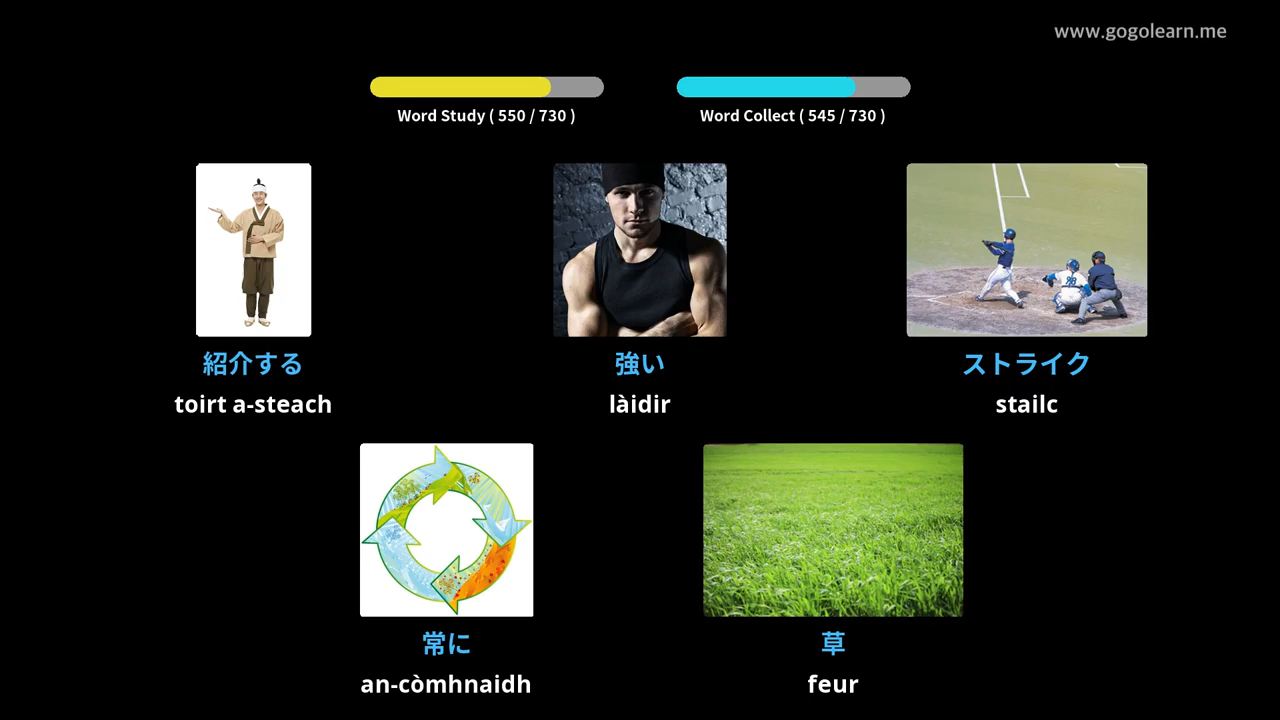 www.gogolearn.me
Word Study ( 550 / 730 )
Word Collect ( 545 / 730 )
紹介する
toirt a-steach
強い
làidir
ストライク
stailc
常に
an-còmhnaidh
草
feur